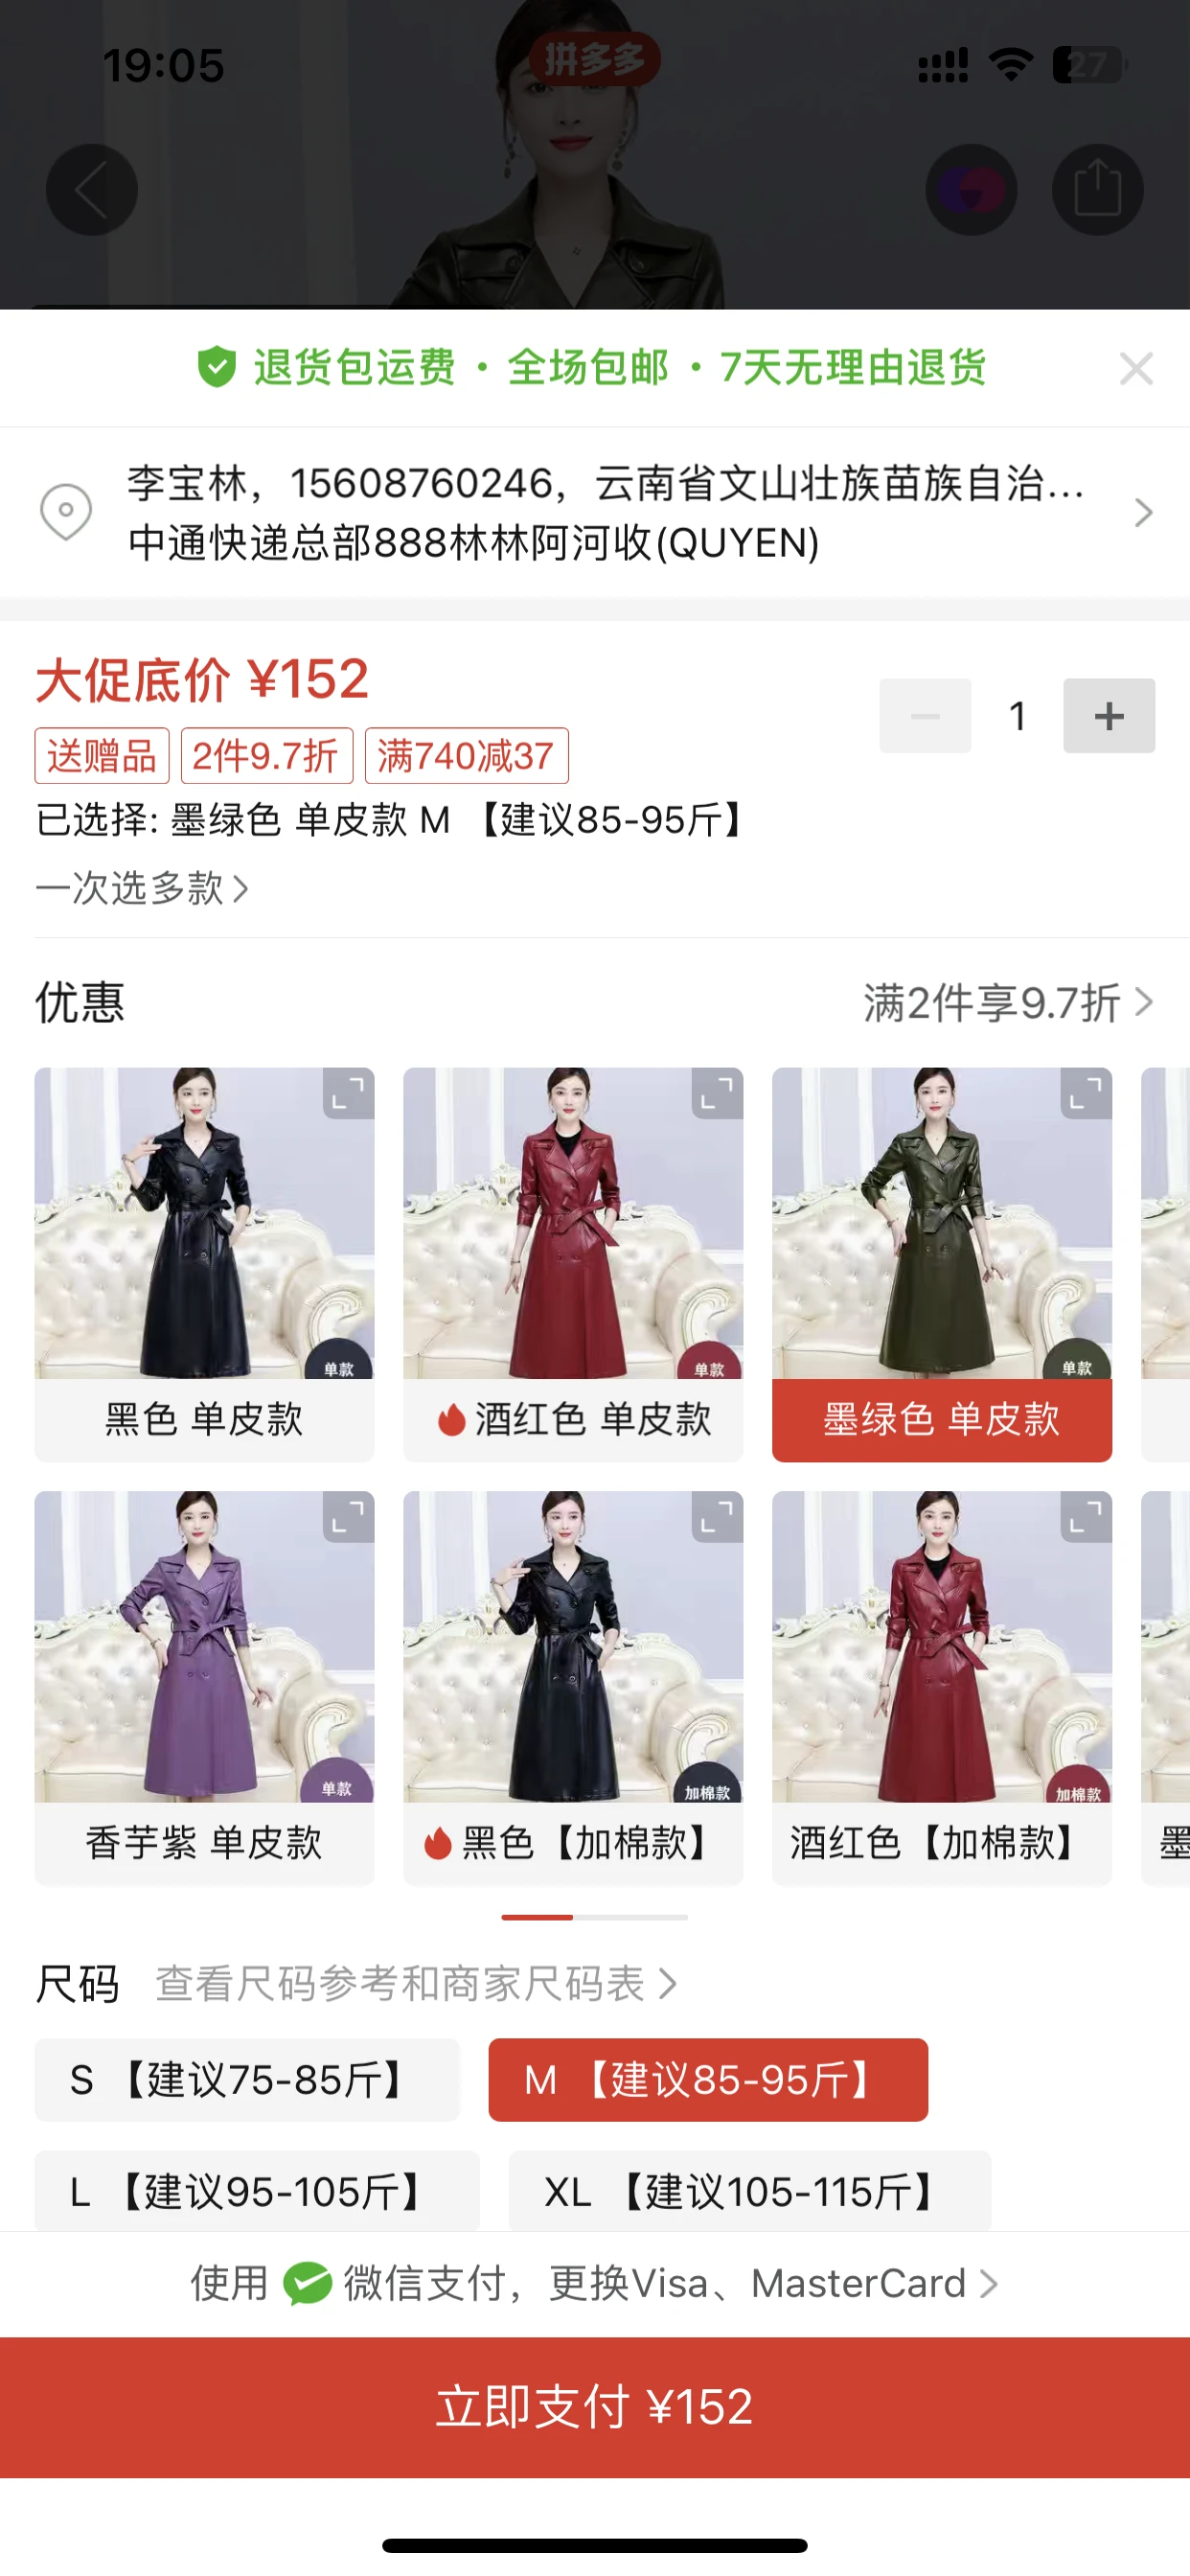 19:05
拼多多
27
退货包运费 · 全场包邮 · 7天无理由退货
李宝林，15608760246，云南省文山壮族苗族自治...
中通快递总部888林林阿河收(QUYEN)
大促底价 ¥152
1
送赠品 2件9.7折 满740减37
已选择: 墨绿色 单皮款 M 【建议85-95斤】
一次选多款
优惠
满2件享9.7折
单款
单款
单款
黑色 单皮款
酒红色 单皮款
墨绿色 单皮款
单款
加棉款
加棉款
香芋紫 单皮款
黑色【加棉款】
酒红色【加棉款】
墨
尺码 查看尺码参考和商家尺码表
S 【建议75-85斤】
M 【建议85-95斤】
L 【建议95-105斤】
XL 【建议105-115斤】
使用 微信支付，更换Visa、MasterCard
立即支付 ¥152